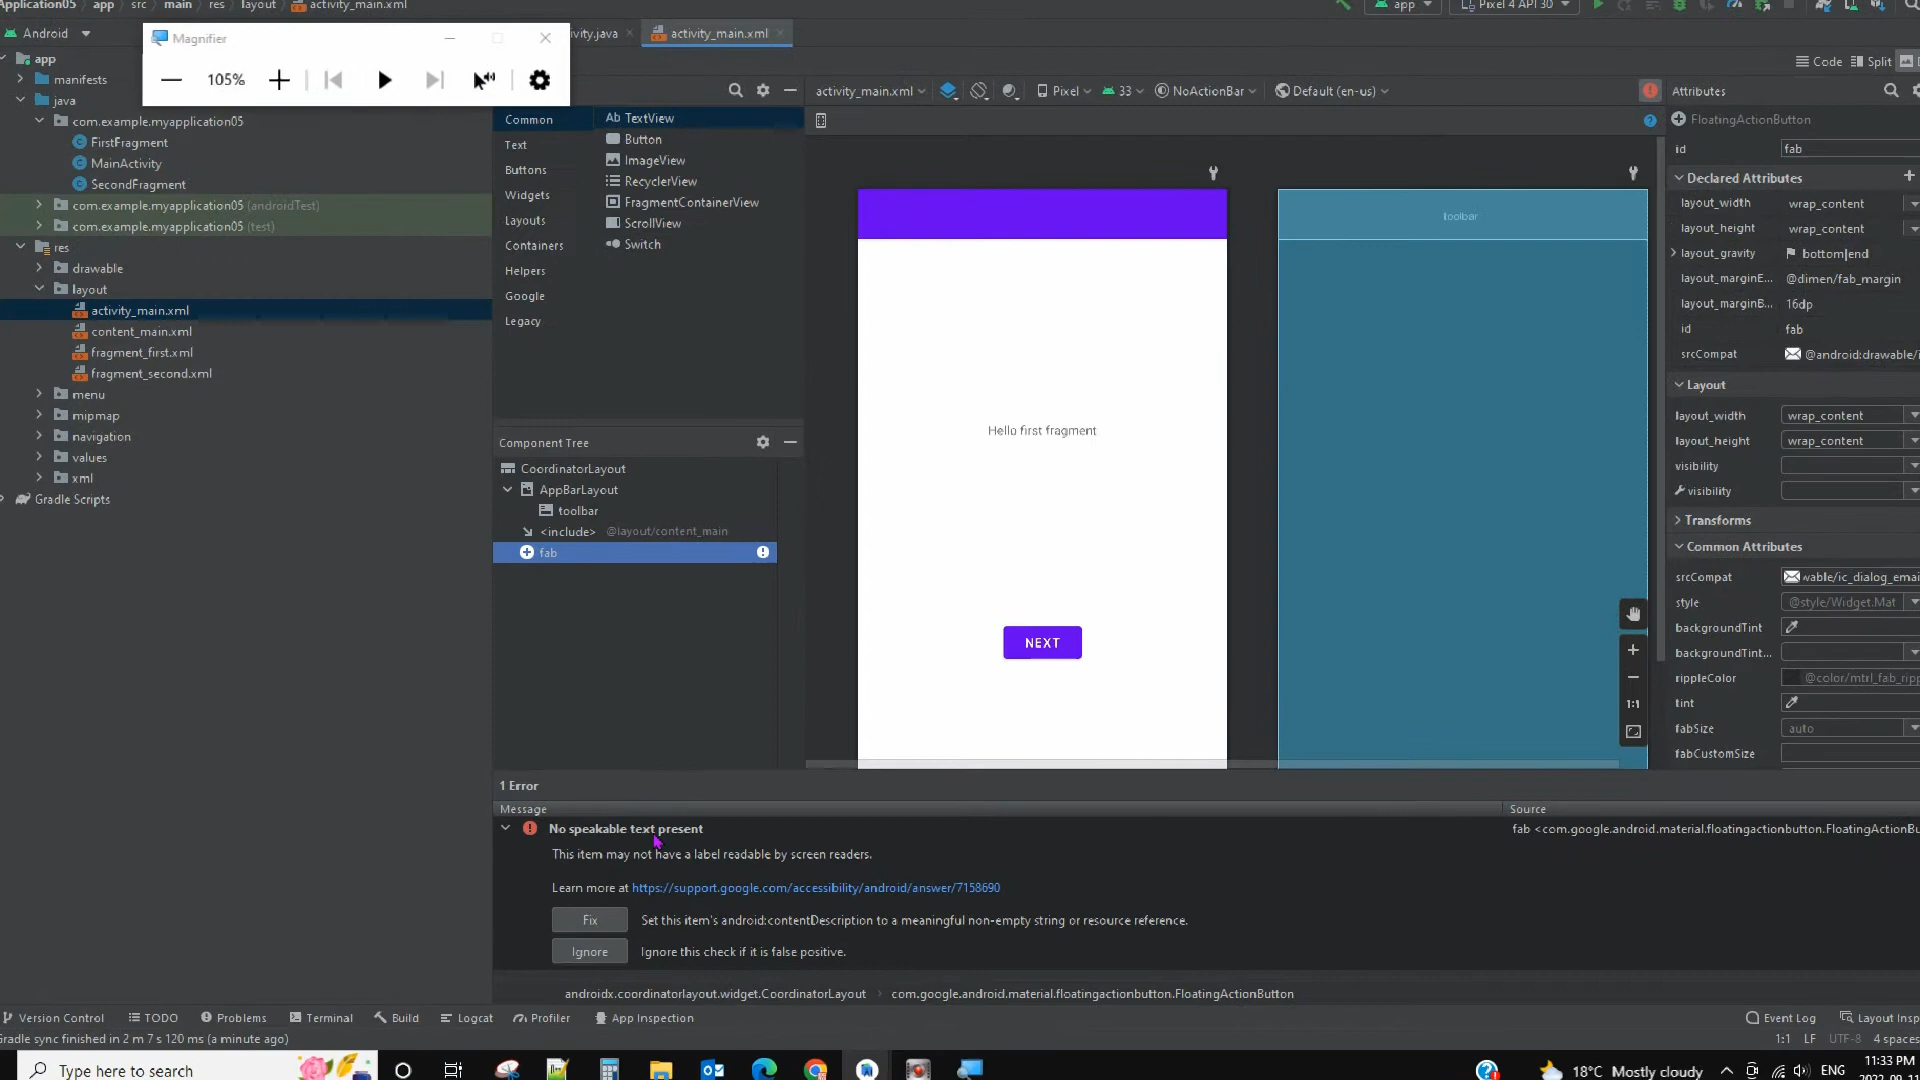 Application05 app src main res layout activity_main.xml
app Pixel 4 API 30
Android
Magnifier
ivity.java activity_main.xml
105%
Code Split
app
manifests
java
com.example.myapplication05
FirstFragment
MainActivity
SecondFragment
com.example.myapplication05 (androidTest)
com.example.myapplication05 (test)
res
drawable
layout
activity_main.xml
content_main.xml
fragment_first.xml
fragment_second.xml
menu
mipmap
navigation
values
xml
Gradle Scripts
Common
Text
Buttons
Widgets
Layouts
Containers
Helpers
Google
Legacy
Ab TextView
Button
ImageView
RecyclerView
FragmentContainerView
ScrollView
Switch
Component Tree
CoordinatorLayout
AppBarLayout
toolbar
<include> @layout/content_main
fab
activity_main.xml Pixel 33 NoActionBar Default (en-us)
Hello first fragment
NEXT
toolbar
1:1
Attributes
FloatingActionButton
id fab
Declared Attributes
layout_width wrap_content
layout_height wrap_content
layout_gravity bottom|end
layout_marginE... @dimen/fab_margin
layout_marginB... 16dp
id fab
srcCompat @android:drawable/i
Layout
layout_width wrap_content
layout_height wrap_content
visibility
visibility
Transforms
Common Attributes
srcCompat wable/ic_dialog_emai
style @style/Widget.Mat
backgroundTint
backgroundTint...
rippleColor @color/mtrl_fab_ripp
tint
fabSize auto
fabCustomSize
1 Error
Message Source
No speakable text present fab <com.google.android.material.floatingactionbutton.FloatingActionBu
This item may not have a label readable by screen readers.
Learn more at https://support.google.com/accessibility/android/answer/7158690
Fix Set this item's android:contentDescription to a meaningful non-empty string or resource reference.
Ignore Ignore this check if it is false positive.
androidx.coordinatorlayout.widget.CoordinatorLayout com.google.android.material.floatingactionbutton.FloatingActionButton
Version Control TODO Problems Terminal Build Logcat Profiler App Inspection Event Log Layout Insp
Gradle sync finished in 2 m 7 s 120 ms (a minute ago) 1:1 LF UTF-8 4 spaces
Type here to search
18°C Mostly cloudy ENG 11:33 PM
2022-09-11